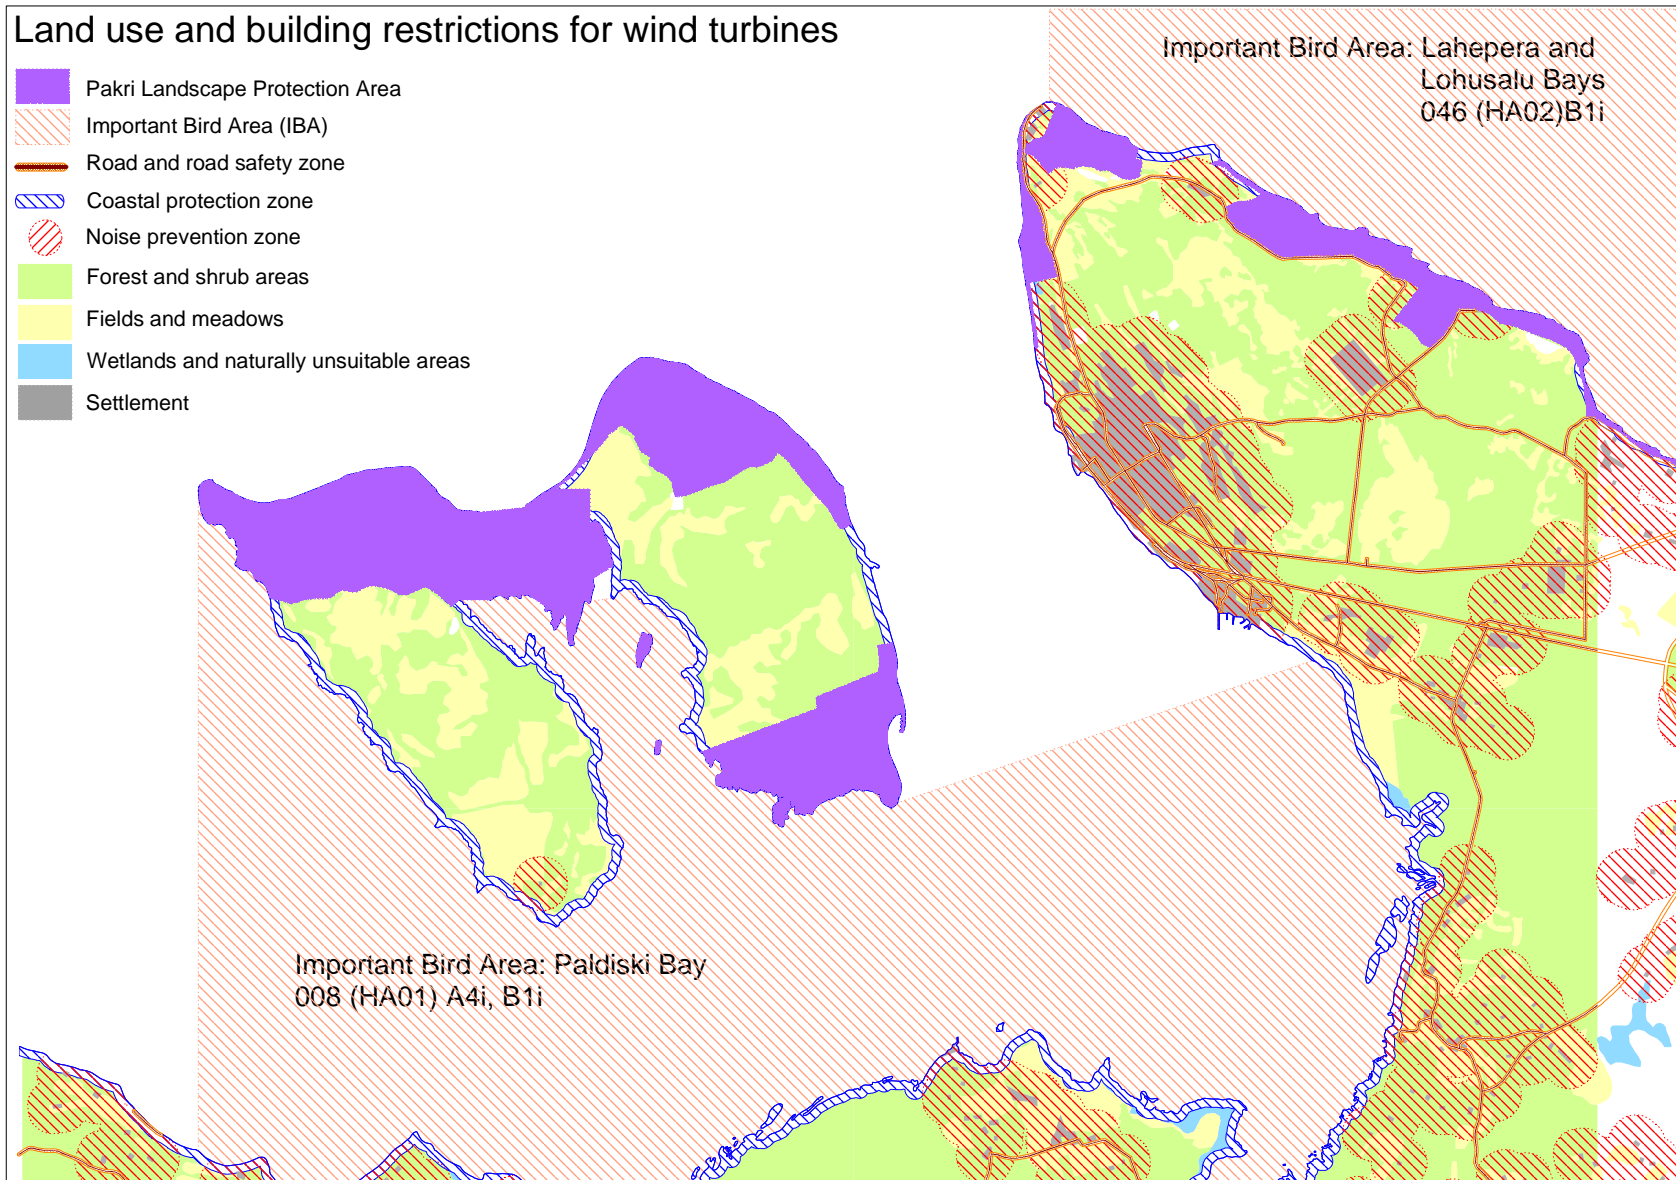 Land use and building restrictions for wind turbines
Pakri Landscape Protection Area
Important Bird Area (IBA)
Road and road safety zone
Coastal protection zone
Noise prevention zone
Forest and shrub areas
Fields and meadows
Wetlands and naturally unsuitable areas
Settlement
Important Bird Area: Lahepera and
Lohusalu Bays
046 (HA02)B1i
Important Bird Area: Paldiski Bay
008 (HA01) A4i, B1i